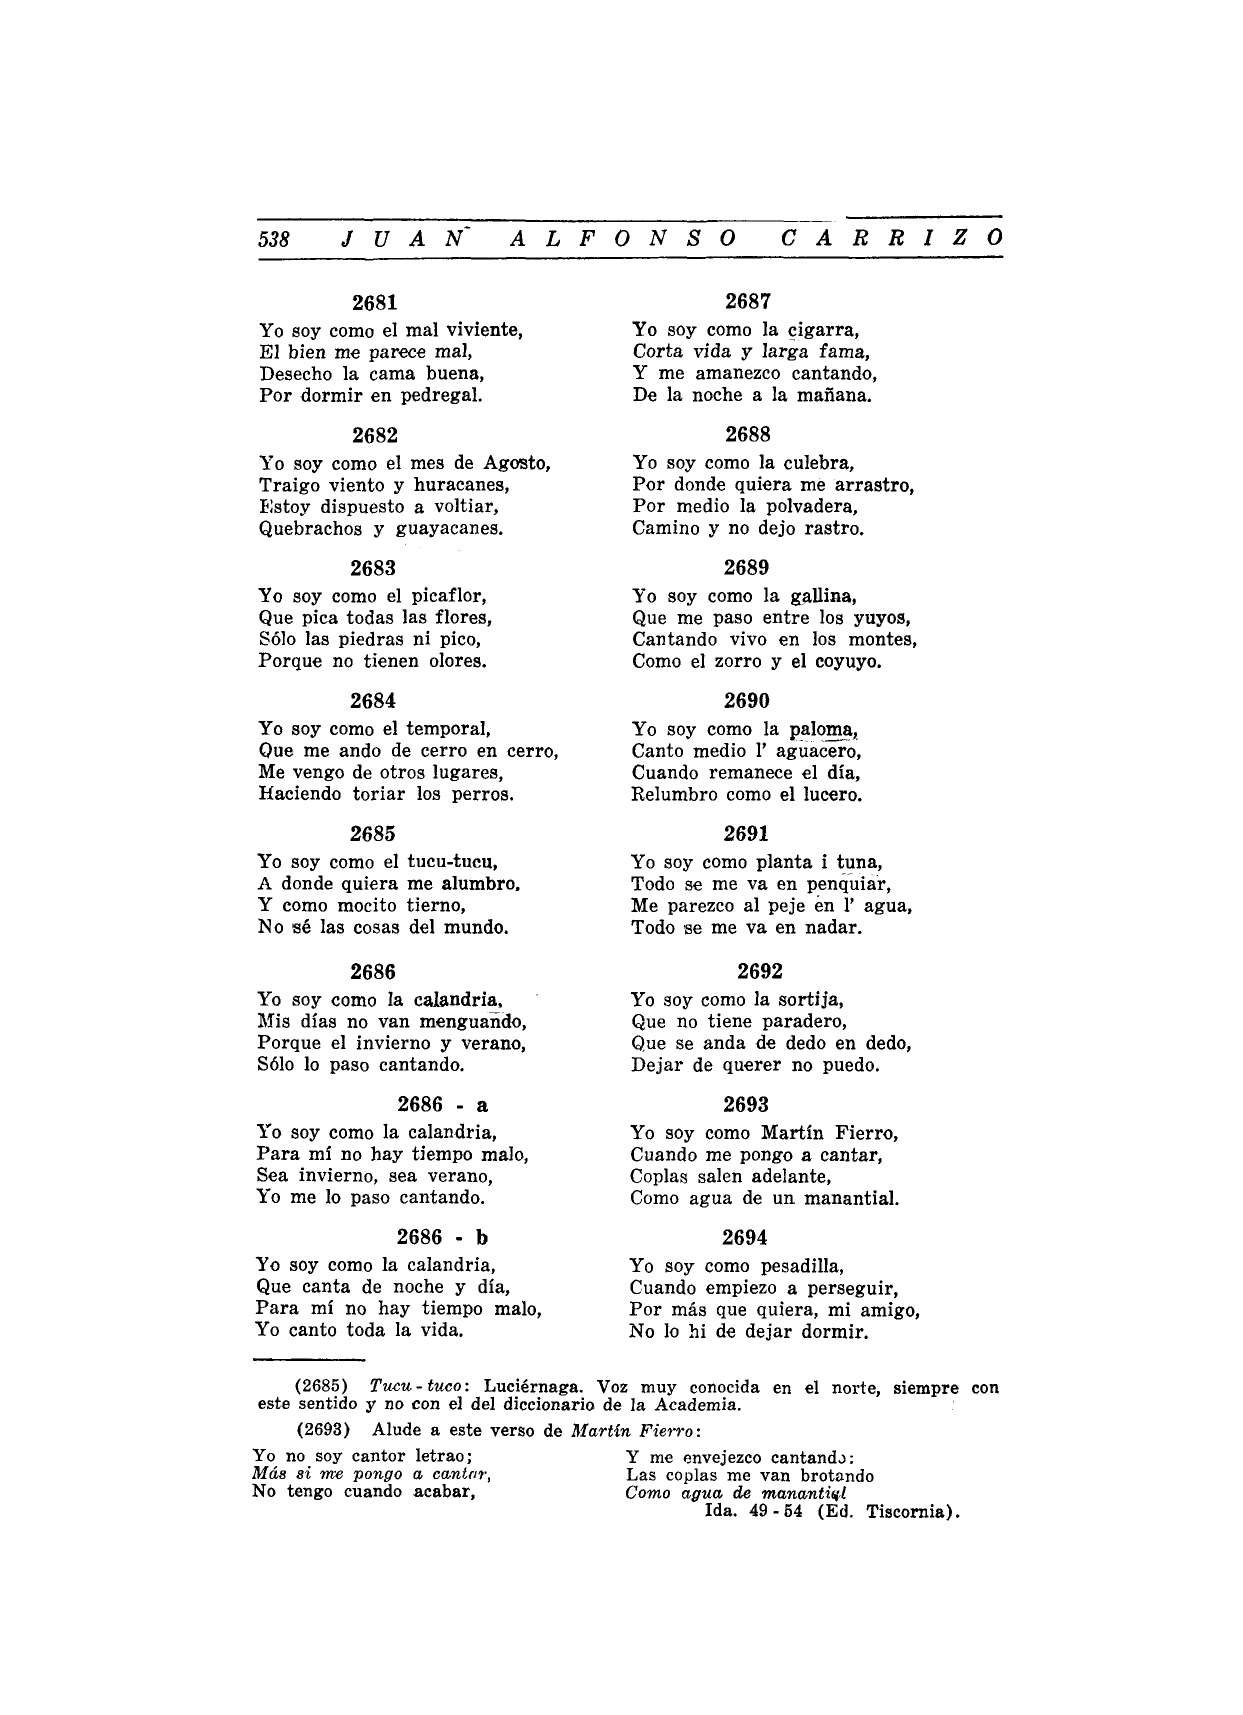 538 JUAN ALFONSO CARRIZO
2681
Yo soy como el mal viviente,
El bien me parece mal,
Desecho la cama buena,
Por dormir en pedregal.
2682
Yo soy como el mes de Agosto,
Traigo viento y huracanes,
Estoy dispuesto a voltiar,
Quebrachos y guayacanes.
2683
Yo soy como el picaflor,
Que pica todas las flores,
Sólo las piedras ni pico,
Porque no tienen olores.
2684
Yo soy como el temporal,
Que me ando de cerro en cerro,
Me vengo de otros lugares,
Haciendo toriar los perros.
2685
Yo soy como el tucu-tucu,
A donde quiera me alumbro.
Y como mocito tierno,
No sé las cosas del mundo.
2686
Yo soy como la calandria,
Mis días no van menguando,
Porque el invierno y verano,
Sólo lo paso cantando.
2686 - a
Yo soy como la calandria,
Para mí no hay tiempo malo,
Sea invierno, sea verano,
Yo me lo paso cantando.
2686 - b
Yo soy como la calandria,
Que canta de noche y día,
Para mí no hay tiempo malo,
Yo canto toda la vida.
2687
Yo soy como la cigarra,
Corta vida y larga fama,
Y me amanezco cantando,
De la noche a la mañana.
2688
Yo soy como la culebra,
Por donde quiera me arrastro,
Por medio la polvadera,
Camino y no dejo rastro.
2689
Yo soy como la gallina,
Que me paso entre los yuyos,
Cantando vivo en los montes,
Como el zorro y el coyuyo.
2690
Yo soy como la paloma,
Canto medio l' aguacero,
Cuando remanece el día,
Relumbro como el lucero.
2691
Yo soy como planta i tuna,
Todo se me va en penquiar,
Me parezco al peje en l' agua,
Todo se me va en nadar.
2692
Yo soy como la sortija,
Que no tiene paradero,
Que se anda de dedo en dedo,
Dejar de querer no puedo.
2693
Yo soy como Martín Fierro,
Cuando me pongo a cantar,
Coplas salen adelante,
Como agua de un manantial.
2694
Yo soy como pesadilla,
Cuando empiezo a perseguir,
Por más que quiera, mi amigo,
No lo hi de dejar dormir.
(2685) Tucu - tuco: Luciérnaga. Voz muy conocida en el norte, siempre con
este sentido y no con el del diccionario de la Academia.
(2693) Alude a este verso de Martín Fierro:
Yo no soy cantor letrao;
Más si me pongo a cantar,
No tengo cuando acabar,
Y me envejezco cantando:
Las coplas me van brotando
Como agua de manantial
Ida. 49 - 54 (Ed. Tiscornia).